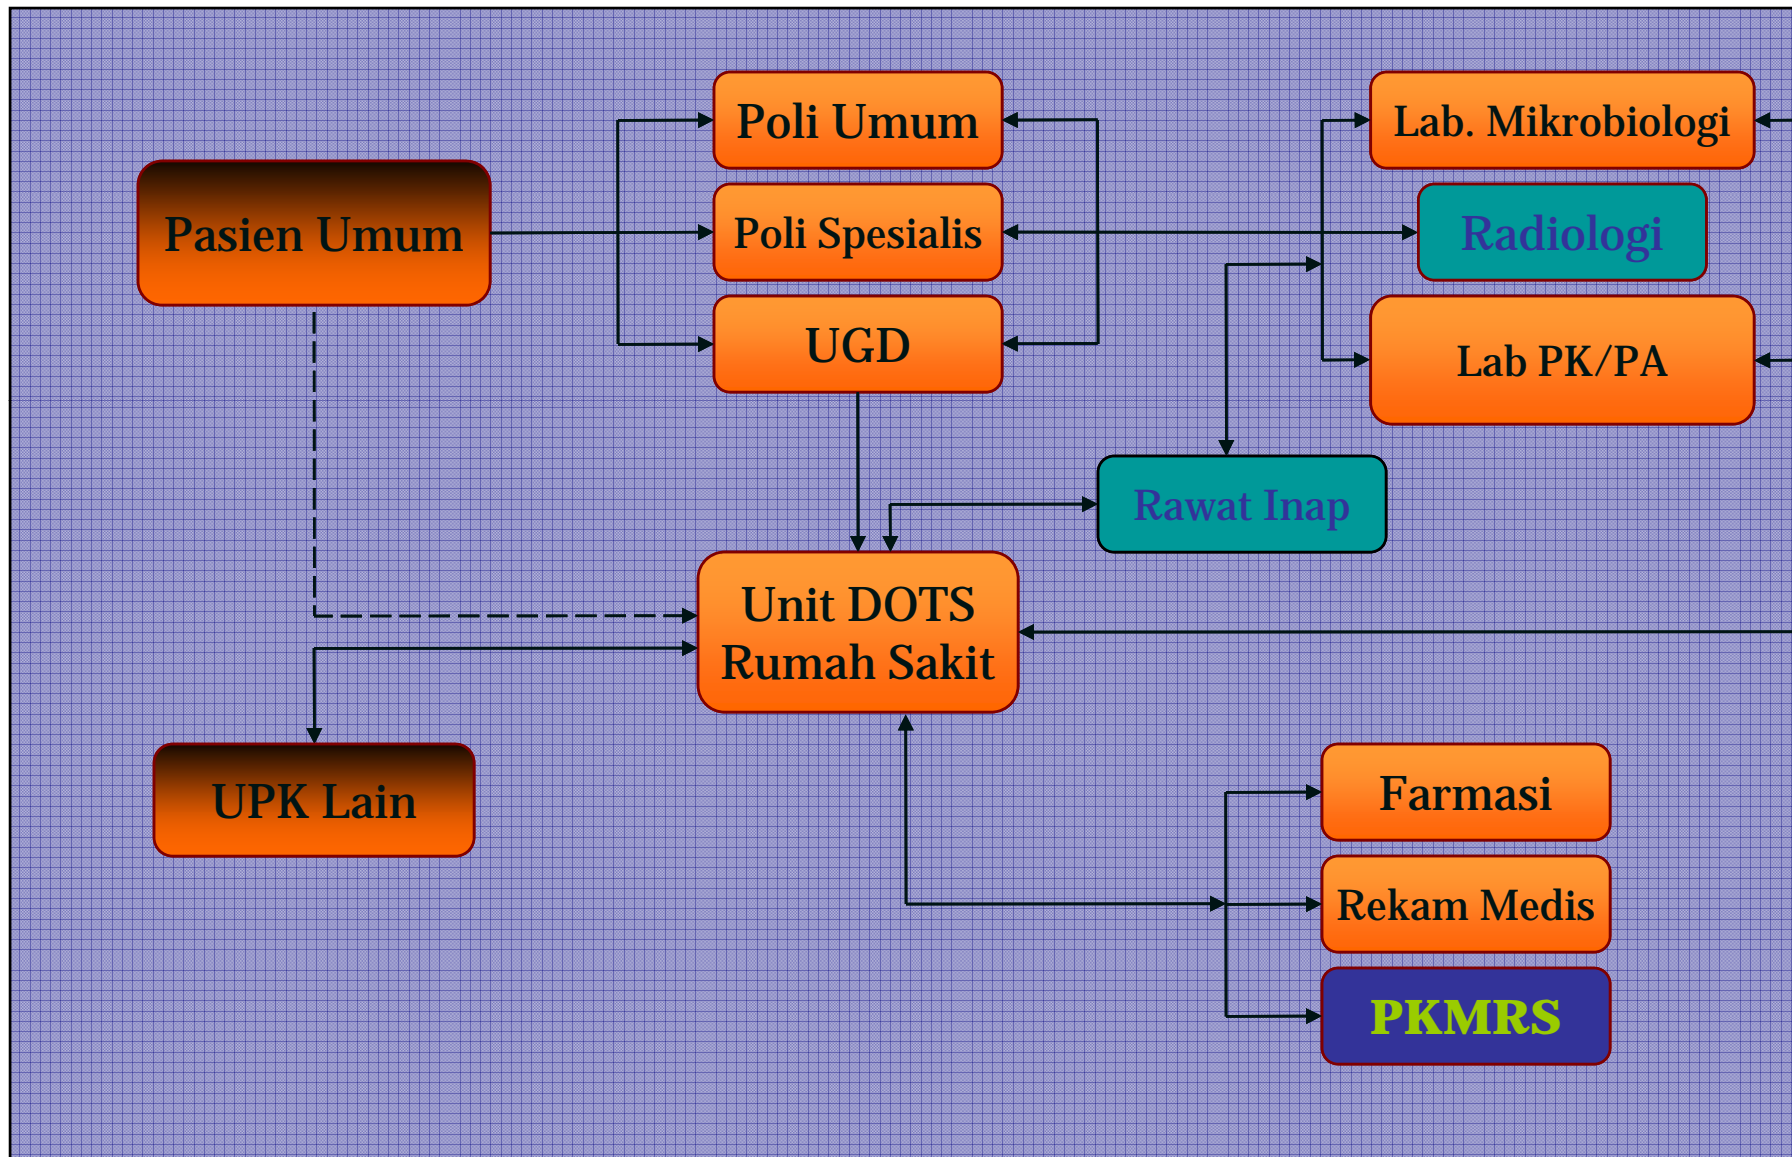 Poli Umum
Lab. Mikrobiologi
Pasien Umum
Poli Spesialis
Radiologi
UGD
Lab PK/PA
Rawat Inap
Unit DOTS
Rumah Sakit
UPK Lain
Farmasi
Rekam Medis
PKMRS